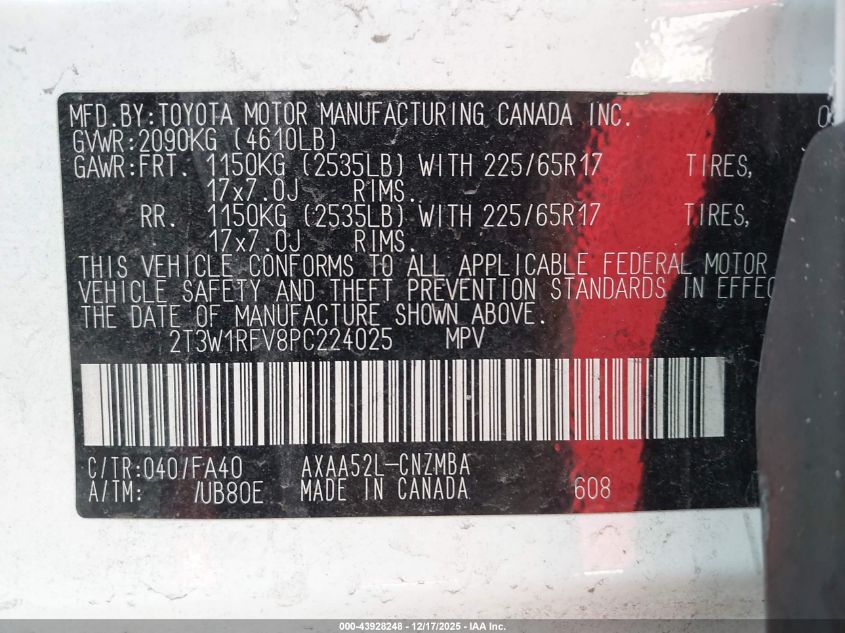 MFD.BY:TOYOTA MOTOR MANUFACTURING CANADA INC.
GVWR:2090KG (4610LB)
GAWR:FRT. 1150KG (2535LB) WITH 225/65R17 TIRES,
17x7.0J RIMS.
RR. 1150KG (2535LB) WITH 225/65R17 TIRES,
17x7.0J RIMS.
THIS VEHICLE CONFORMS TO ALL APPLICABLE FEDERAL MOTOR
VEHICLE SAFETY AND THEFT PREVENTION STANDARDS IN EFFEC
THE DATE OF MANUFACTURE SHOWN ABOVE.
2T3W1RFV8PC224025 MPV
C/TR:040/FA40 AXAA52L-CNZMBA
A/TM: /UB80E MADE IN CANADA 608
000-43928248 - 12/17/2025 - IAA Inc.